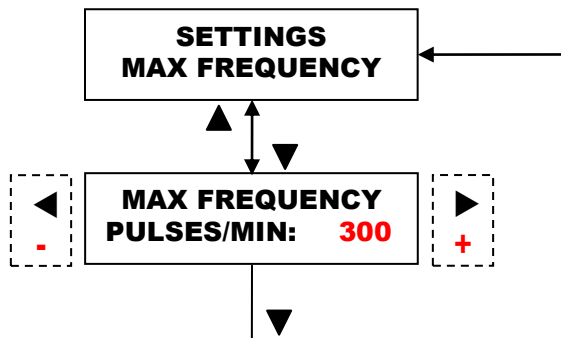 SETTINGS
MAX FREQUENCY
MAX FREQUENCY
PULSES/MIN: 300
-
+